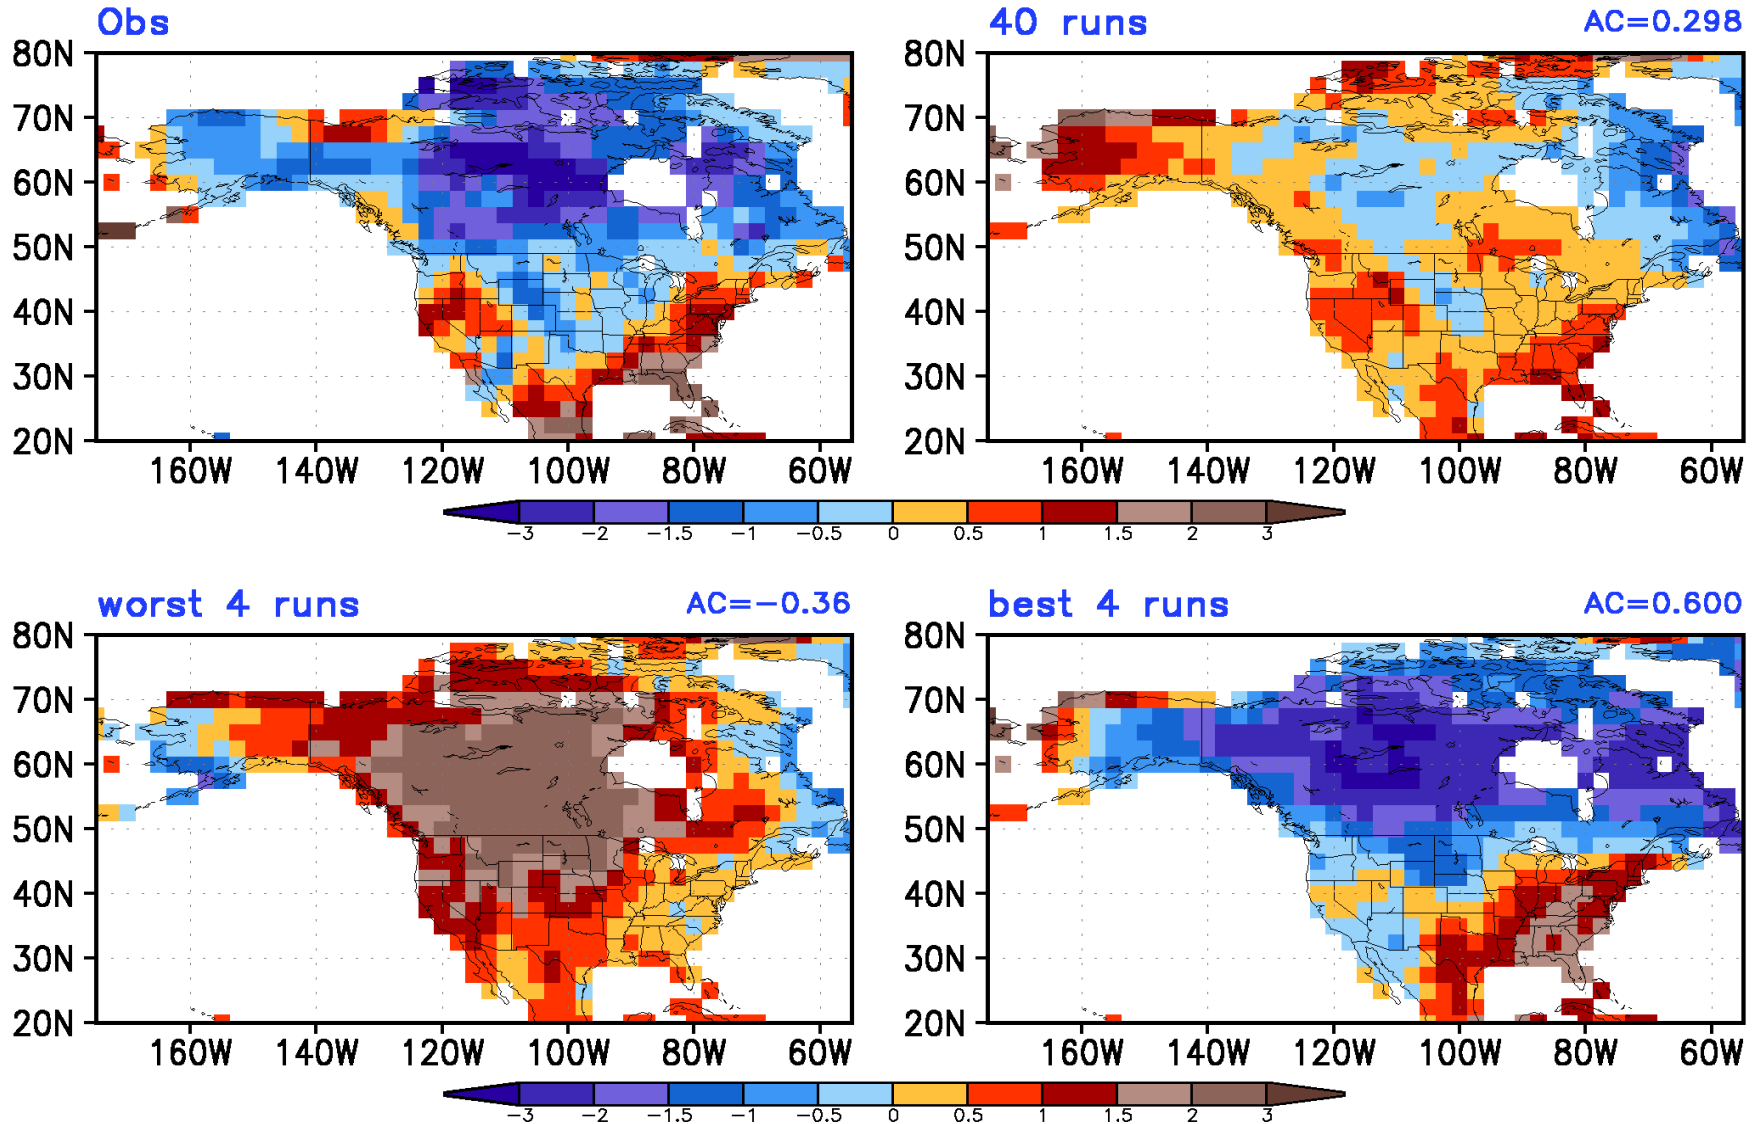 Obs
40 runs AC=0.298
80N 80N
70N 70N
60N 60N
50N 50N
40N 40N
30N 30N
20N 20N
160W 140W 120W 100W 80W 60W 160W 140W 120W 100W 80W 60W
−3 −2 −1.5 −1 −0.5 0 0.5 1 1.5 2 3
worst 4 runs AC=−0.36
best 4 runs AC=0.600
80N 80N
70N 70N
60N 60N
50N 50N
40N 40N
30N 30N
20N 20N
160W 140W 120W 100W 80W 60W 160W 140W 120W 100W 80W 60W
−3 −2 −1.5 −1 −0.5 0 0.5 1 1.5 2 3